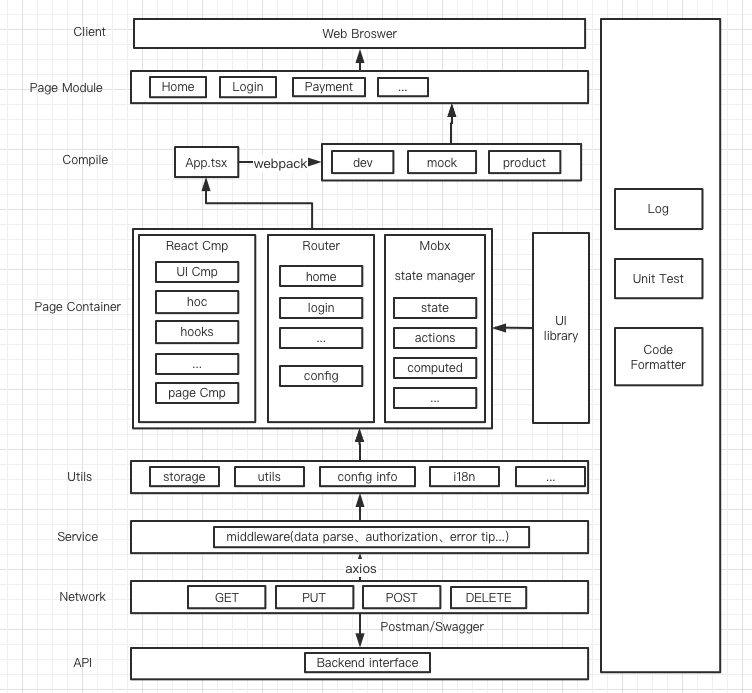 Client
Web Broswer
Page Module
Home
Login
Payment
...
Compile
App.tsx
webpack
dev
mock
product
Page Container
React Cmp
UI Cmp
hoc
hooks
...
page Cmp
Router
home
login
...
config
Mobx
state manager
state
actions
computed
...
UI
library
Utils
storage
utils
config info
i18n
...
Service
middleware(data parse、authorization、error tip...)
axios
Network
GET
PUT
POST
DELETE
Postman/Swagger
API
Backend interface
Log
Unit Test
Code
Formatter